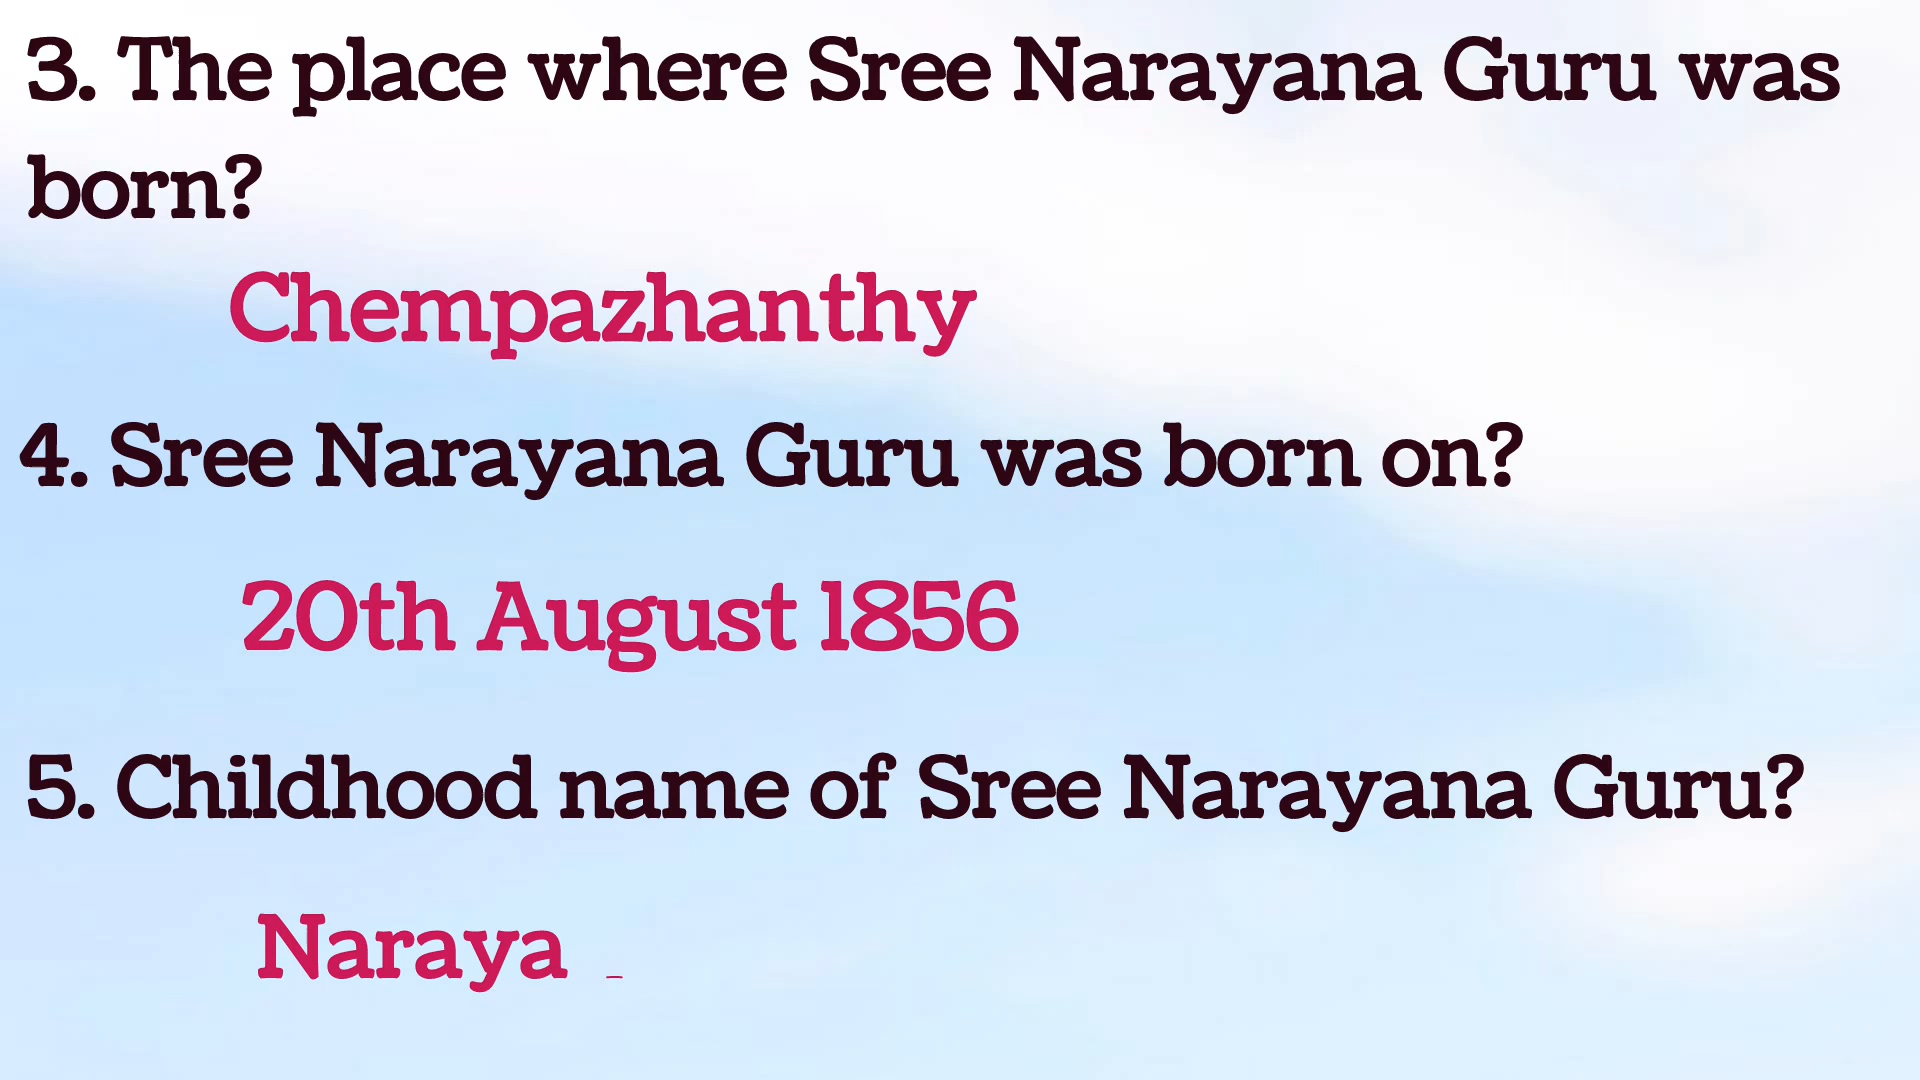 3. The place where Sree Narayana Guru was
born?
Chempazhanthy
4. Sree Narayana Guru was born on?
20th August 1856
5. Childhood name of Sree Narayana Guru?
Naraya